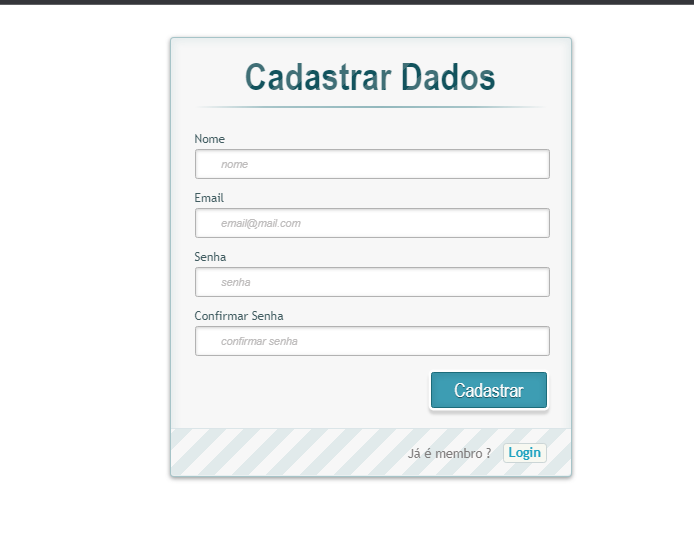 Cadastrar Dados
Nome
nome
Email
email@mail.com
Senha
senha
Confirmar Senha
confirmar senha
Cadastrar
Já é membro ? Login